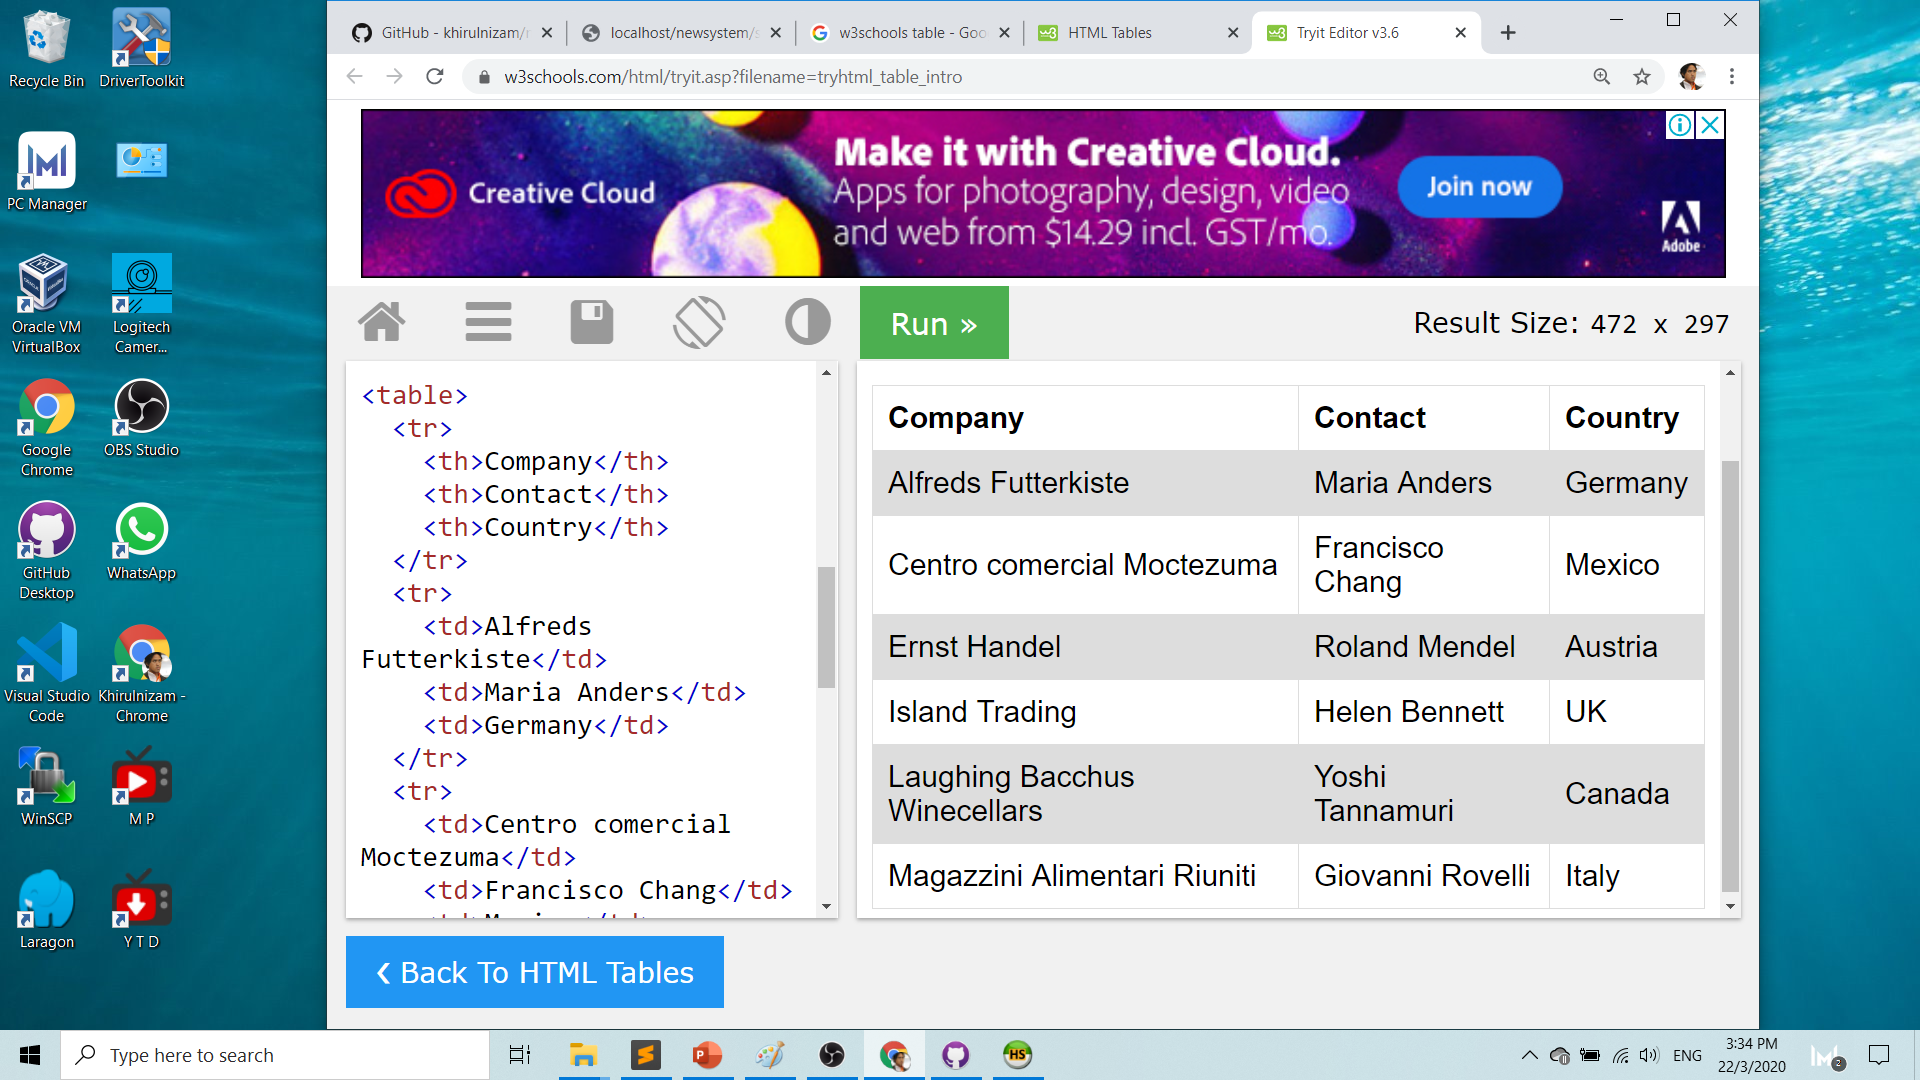 Recycle Bin
DriverToolkit
PC Manager
Oracle VM
VirtualBox
Logitech
Camer...
Google
Chrome
OBS Studio
GitHub
Desktop
WhatsApp
Visual Studio
Code
Khirulnizam -
Chrome
WinSCP
M P
Laragon
Y T D
GitHub - khirulnizam/
localhost/newsystem/
w3schools table - Goo
HTML Tables
Tryit Editor v3.6
w3schools.com/html/tryit.asp?filename=tryhtml_table_intro
Creative Cloud
Make it with Creative Cloud.
Apps for photography, design, video
and web from $14.29 incl. GST/mo.
Join now
Adobe
Run »
Result Size: 472 x 297
<table>
<tr>
<th>Company</th>
<th>Contact</th>
<th>Country</th>
</tr>
<tr>
<td>Alfreds
Futterkiste</td>
<td>Maria Anders</td>
<td>Germany</td>
</tr>
<tr>
<td>Centro comercial
Moctezuma</td>
<td>Francisco Chang</td>
Company Contact Country
Alfreds Futterkiste Maria Anders Germany
Centro comercial Moctezuma Francisco
Chang Mexico
Ernst Handel Roland Mendel Austria
Island Trading Helen Bennett UK
Laughing Bacchus
Winecellars Yoshi
Tannamuri Canada
Magazzini Alimentari Riuniti Giovanni Rovelli Italy
❮ Back To HTML Tables
Type here to search
HS
ENG
3:34 PM
22/3/2020
2